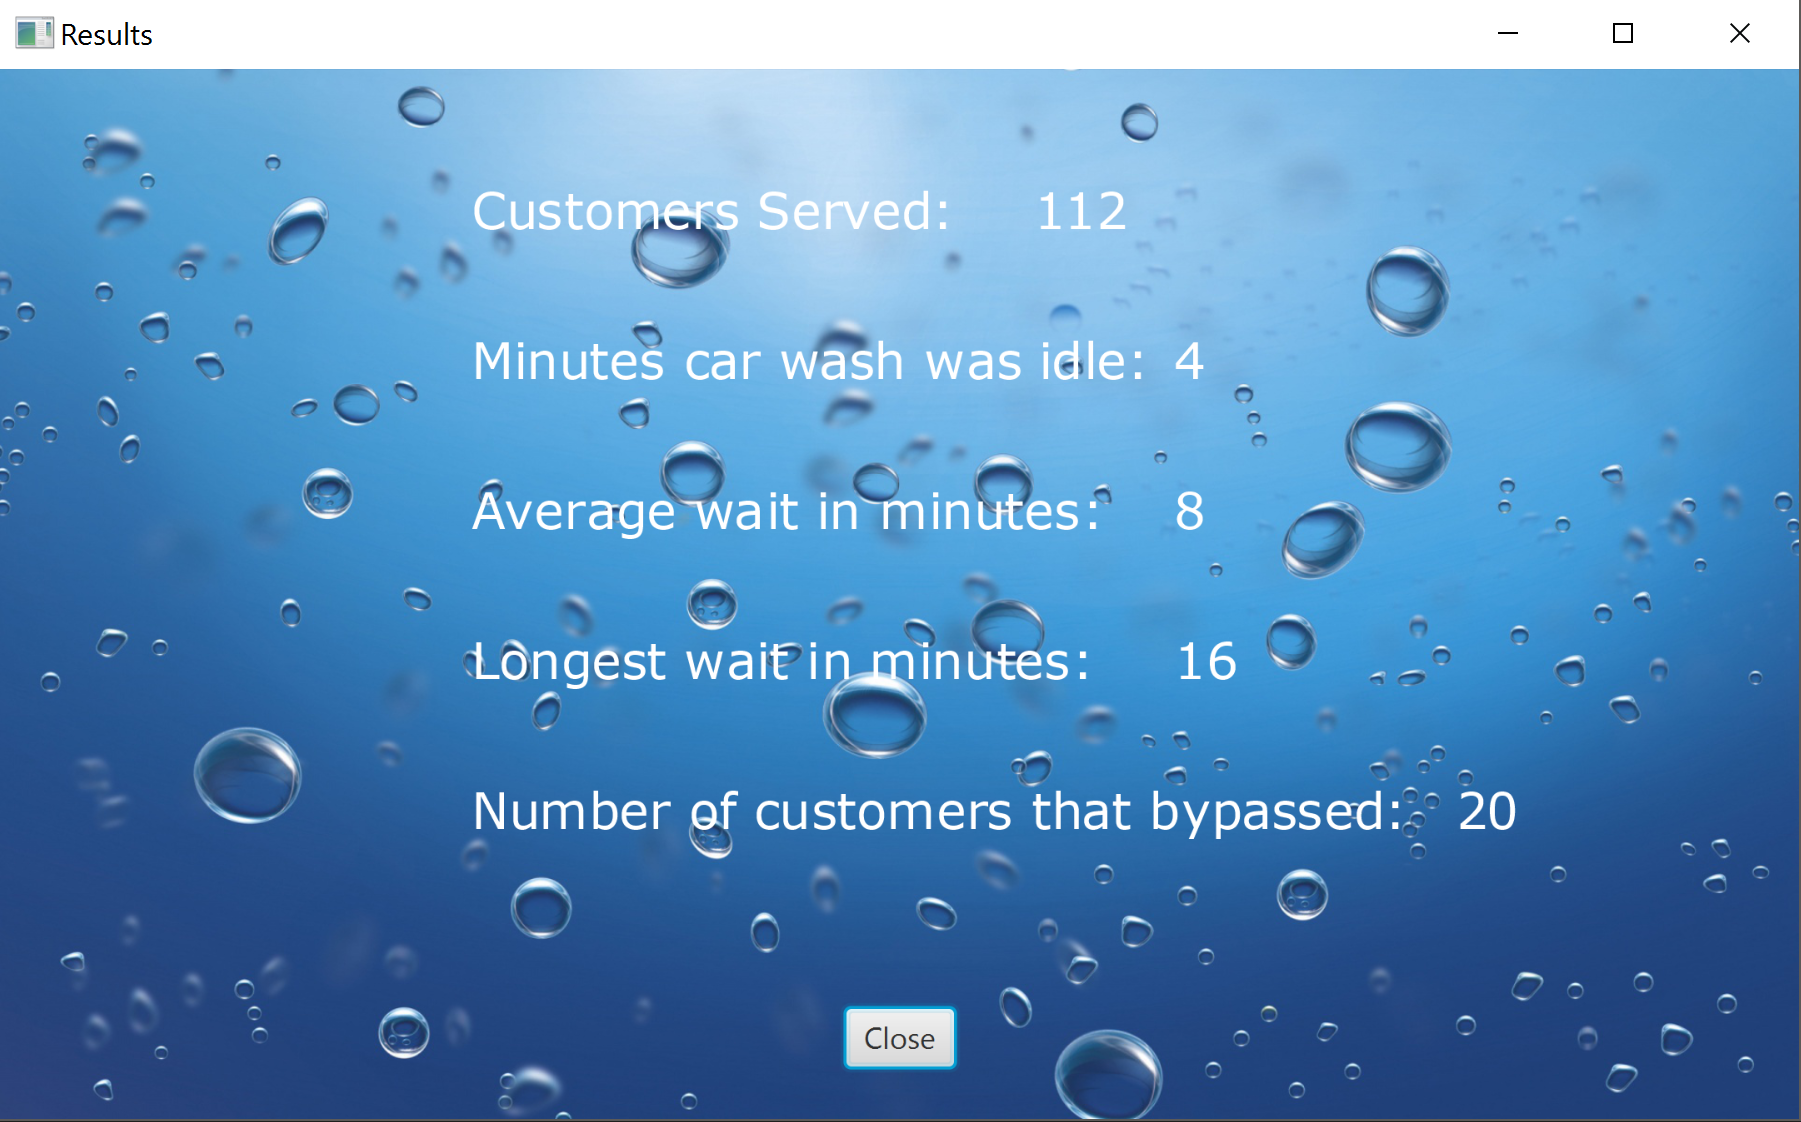 Results
Customers Served: 112
Minutes car wash was idle: 4
Average wait in minutes: 8
Longest wait in minutes: 16
Number of customers that bypassed: 20
Close